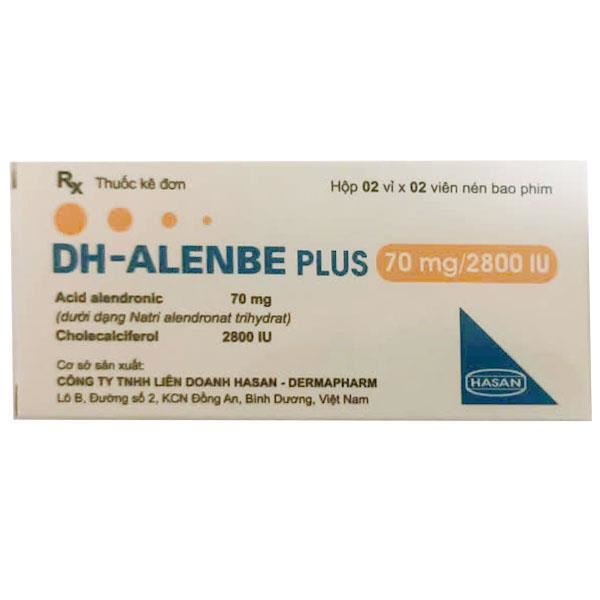 Rx Thuốc kê đơn
Hộp 02 vỉ x 02 viên nén bao phim
DH-ALENBE PLUS 70 mg/2800 IU
Acid alendronic 70 mg
(dưới dạng Natri alendronat trihydrat)
Cholecalciferol 2800 IU
Cơ sở sản xuất:
CÔNG TY TNHH LIÊN DOANH HASAN - DERMAPHARM
Lô B, Đường số 2, KCN Đồng An, Bình Dương, Việt Nam
HASAN